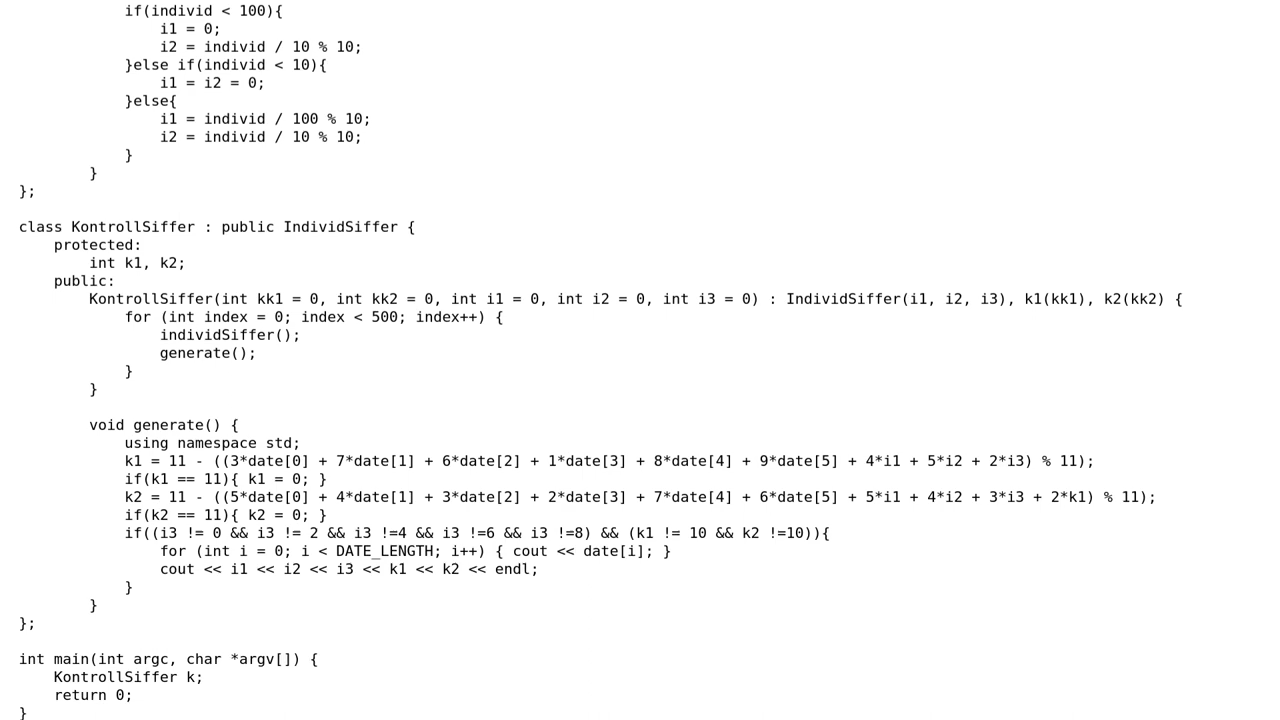 if(individ < 100){
i1 = 0;
i2 = individ / 10 % 10;
}else if(individ < 10){
i1 = i2 = 0;
}else{
i1 = individ / 100 % 10;
i2 = individ / 10 % 10;
}
}
};
class KontrollSiffer : public IndividSiffer {
protected:
int k1, k2;
public:
KontrollSiffer(int kk1 = 0, int kk2 = 0, int i1 = 0, int i2 = 0, int i3 = 0) : IndividSiffer(i1, i2, i3), k1(kk1), k2(kk2) {
for (int index = 0; index < 500; index++) {
individSiffer();
generate();
}
}
void generate() {
using namespace std;
k1 = 11 - ((3*date[0] + 7*date[1] + 6*date[2] + 1*date[3] + 8*date[4] + 9*date[5] + 4*i1 + 5*i2 + 2*i3) % 11);
if(k1 == 11){ k1 = 0; }
k2 = 11 - ((5*date[0] + 4*date[1] + 3*date[2] + 2*date[3] + 7*date[4] + 6*date[5] + 5*i1 + 4*i2 + 3*i3 + 2*k1) % 11);
if(k2 == 11){ k2 = 0; }
if((i3 != 0 && i3 != 2 && i3 !=4 && i3 !=6 && i3 !=8) && (k1 != 10 && k2 !=10)){
for (int i = 0; i < DATE_LENGTH; i++) { cout << date[i]; }
cout << i1 << i2 << i3 << k1 << k2 << endl;
}
}
};
int main(int argc, char *argv[]) {
KontrollSiffer k;
return 0;
}